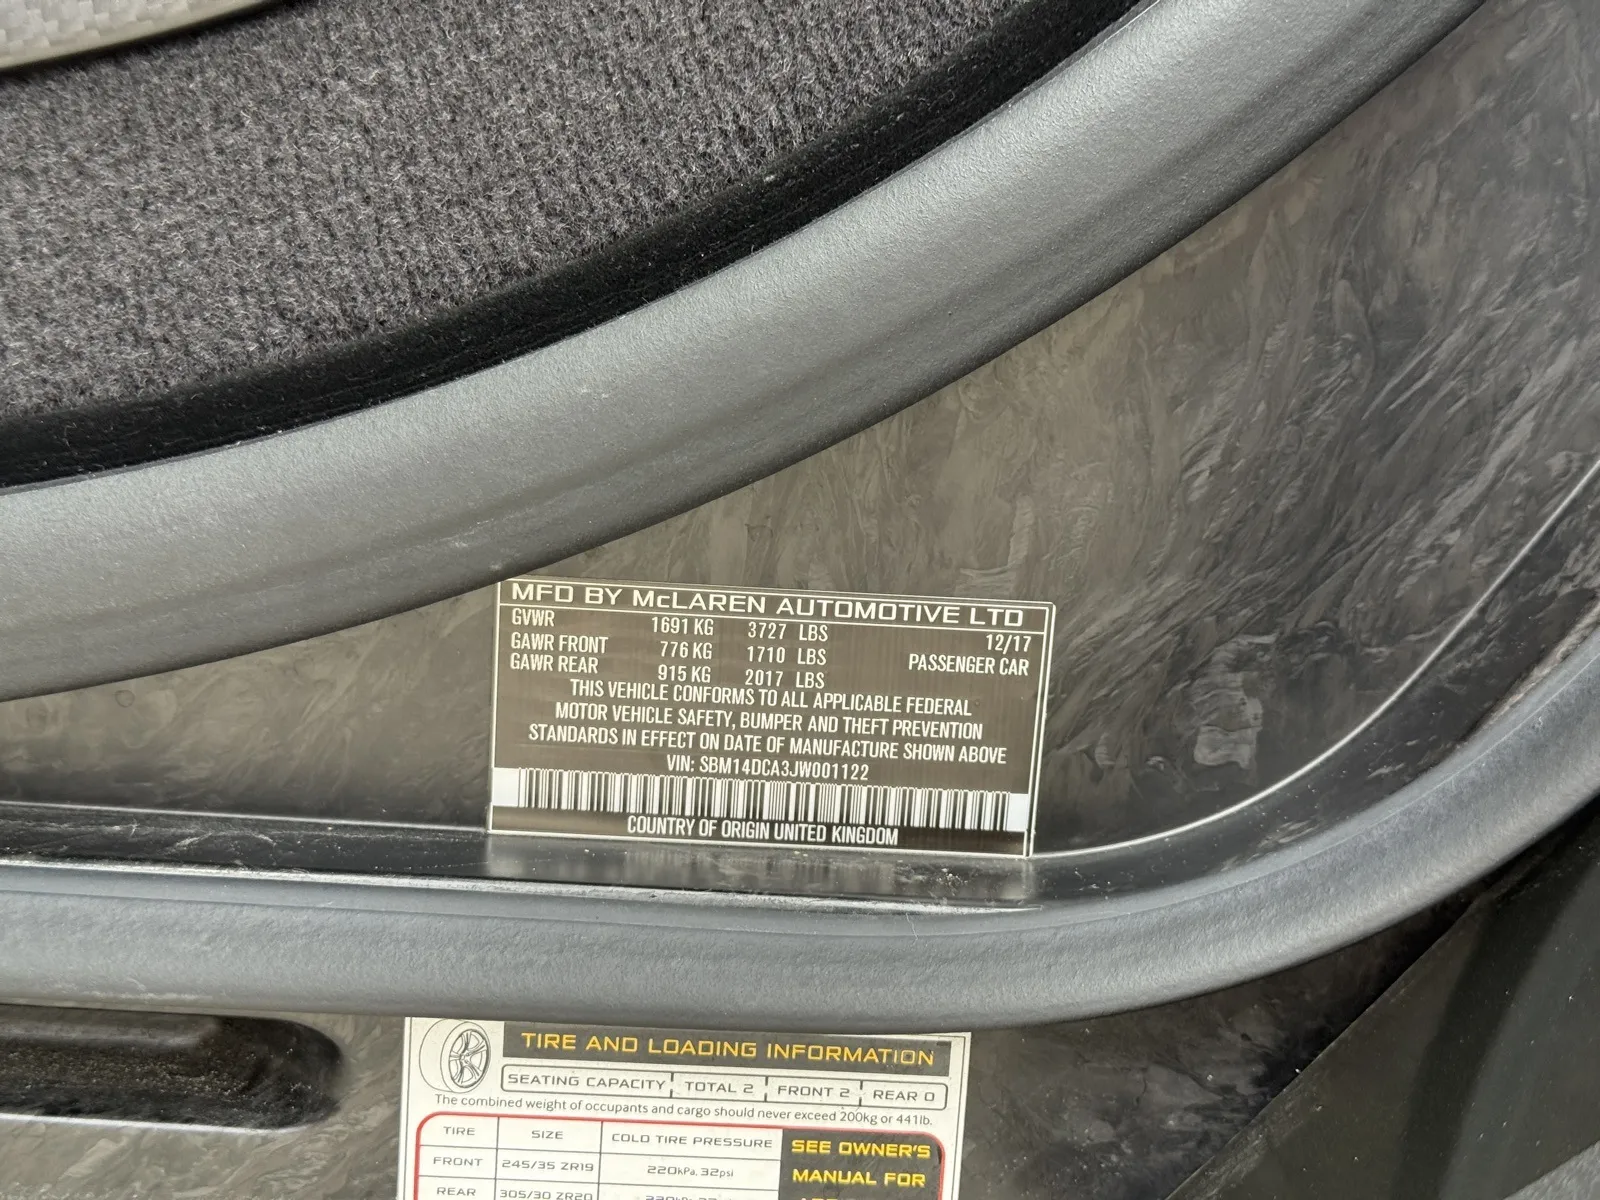 MFD BY McLAREN AUTOMOTIVE LTD
GVWR 1691 KG 3727 LBS 12/17
GAWR FRONT 776 KG 1710 LBS PASSENGER CAR
GAWR REAR 915 KG 2017 LBS
THIS VEHICLE CONFORMS TO ALL APPLICABLE FEDERAL
MOTOR VEHICLE SAFETY, BUMPER AND THEFT PREVENTION
STANDARDS IN EFFECT ON DATE OF MANUFACTURE SHOWN ABOVE
VIN: SBM14DCA3JW001122
COUNTRY OF ORIGIN UNITED KINGDOM
TIRE AND LOADING INFORMATION
SEATING CAPACITY TOTAL 2 FRONT 2 REAR 0
The combined weight of occupants and cargo should never exceed 200kg or 441lb.
TIRE SIZE COLD TIRE PRESSURE SEE OWNER'S
FRONT 245/35 ZR19 220kPa, 32psi MANUAL FOR
REAR 305/30 ZR20